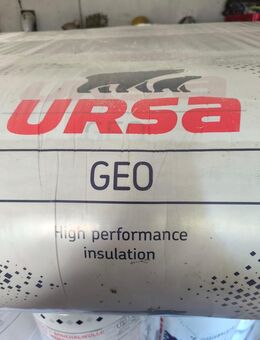 URSA
GEO
High performance
insulation